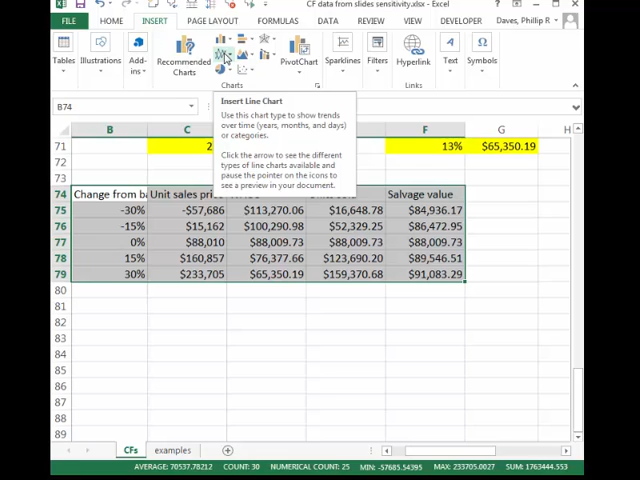 CF data from slides sensitivity.xlsx - Excel
FILE HOME INSERT PAGE LAYOUT FORMULAS DATA REVIEW VIEW DEVELOPER Daves, Phillip R
Tables Illustrations Add-ins Recommended Charts PivotChart Sparklines Filters Hyperlink Text Symbols
Charts Links
B74
Insert Line Chart
Use this chart type to show trends
over time (years, months, and days)
or categories.
Click the arrow to see the different
types of line charts available and
pause the pointer on the icons to
see a preview in your document.
B C F G H
71 2 13% $65,350.19
72
73
74 Change from ba Unit sales pri Salvage value
75 -30% -$57,686 $113,270.06 $16,648.78 $84,936.17
76 -15% $15,162 $100,290.98 $52,329.25 $86,472.95
77 0% $88,010 $88,009.73 $88,009.73 $88,009.73
78 15% $160,857 $76,377.66 $123,690.20 $89,546.51
79 30% $233,705 $65,350.19 $159,370.68 $91,083.29
80
81
82
83
84
85
86
87
88
89
CFs examples
AVERAGE: 70537.78212 COUNT: 30 NUMERICAL COUNT: 25 MIN: -57685.54395 MAX: 233705.0027 SUM: 1763444.553